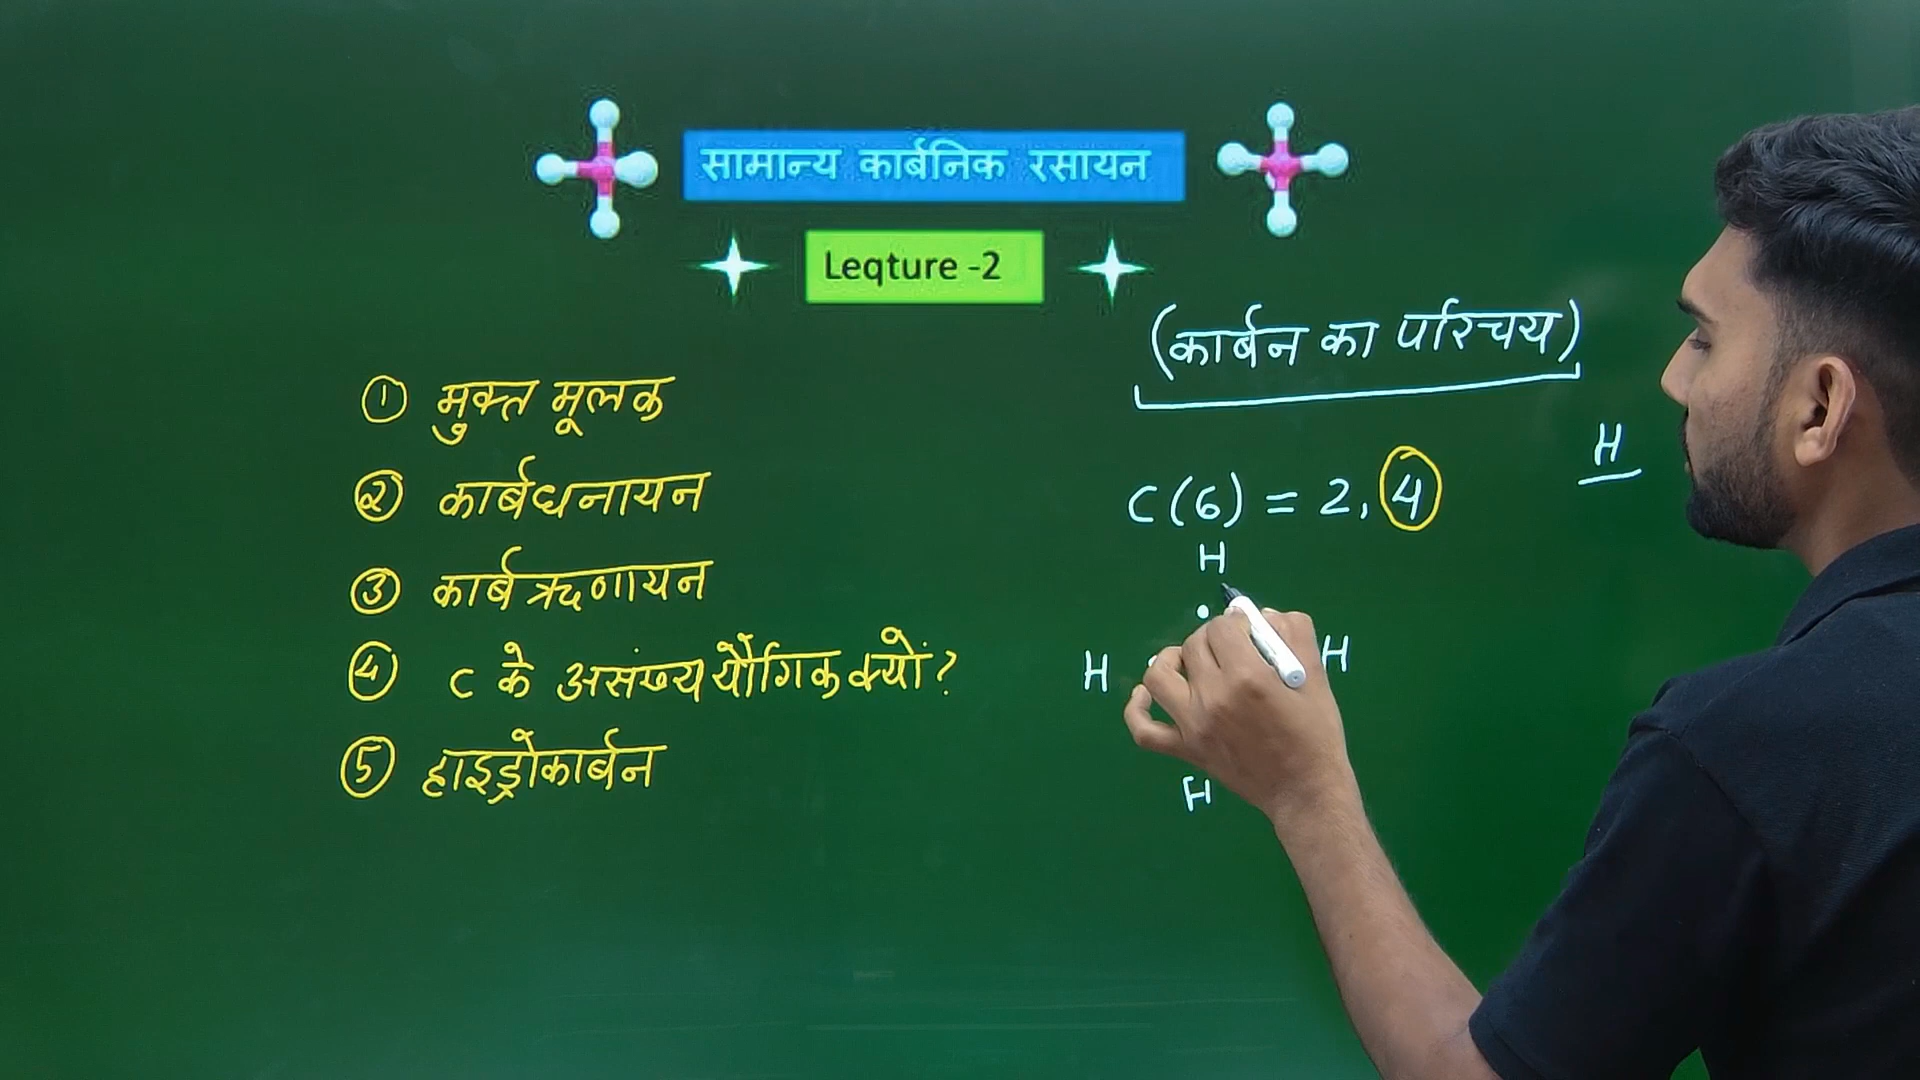 सामान्य कार्बनिक रसायन
Leqture -2
(कार्बन का परिचय)
① मुक्त मूलक
② कार्बधनायन
③ कार्बऋणायन
④ C के असंख्य यौगिक क्यों?
⑤ हाइड्रोकार्बन
H
C(6) = 2, 4
H
H H
H